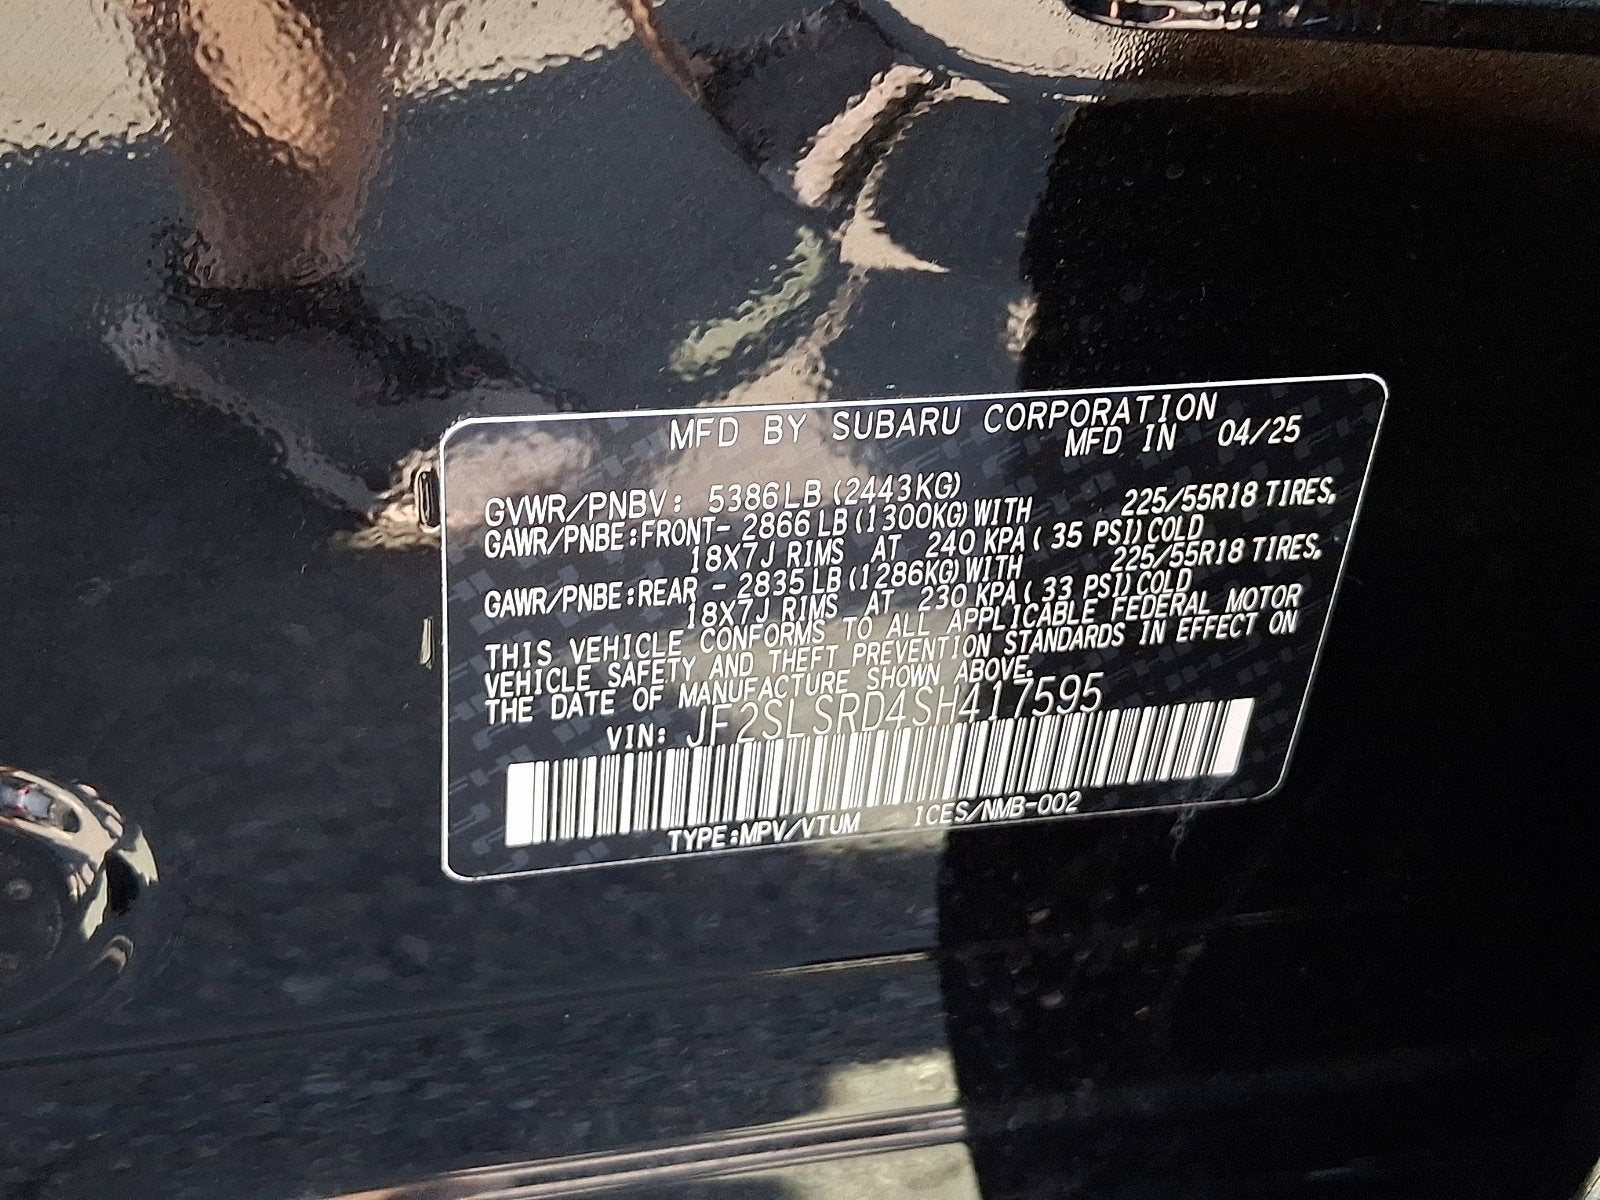 MFD BY SUBARU CORPORATION
MFD IN 04/25
GVWR/PNBV: 5386LB (2443KG)
GAWR/PNBE:FRONT- 2866 LB (1300KG) WITH 225/55R18 TIRES,
18X7J RIMS AT 240 KPA ( 35 PSI) COLD
GAWR/PNBE:REAR - 2835 LB (1286KG) WITH 225/55R18 TIRES,
18X7J RIMS AT 230 KPA ( 33 PSI) COLD
THIS VEHICLE CONFORMS TO ALL APPLICABLE FEDERAL MOTOR
VEHICLE SAFETY AND THEFT PREVENTION STANDARDS IN EFFECT ON
THE DATE OF MANUFACTURE SHOWN ABOVE.
VIN: JF2SLSRD4SH417595
TYPE:MPV/VTUM ICES/NMB-002